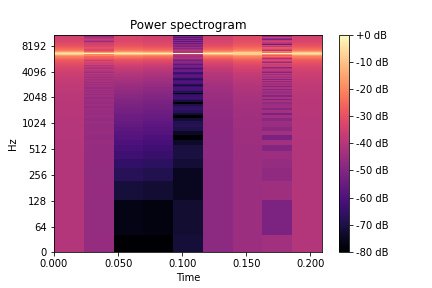 Power spectrogram
8192
4096
2048
1024
512
256
128
64
0
Hz
0.000 0.050 0.100 0.150 0.200
Time
+0 dB
-10 dB
-20 dB
-30 dB
-40 dB
-50 dB
-60 dB
-70 dB
-80 dB